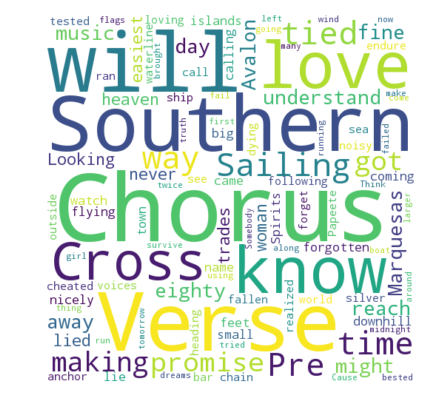 tested flags loving islands
music easiest waterline calling
ran brought wind left going now
day Avalon tied fine
many endure
will love
heaven ship call fail understand
truth dying first noisy make come
Southern
big running sea failed
Looking way Sailing got
never see came following coming
watch twice
Chorus
flying outside town woman Spirits forget Papeete Think
trades forgotten larger
Somebody along boat
Cross know Marquesas
survive girl using name
cheated voices eighty fallen realized world silver reach
nicely thing tomorrow
Verse
away run heading feet small downhill around
lied tried midnight
making promise Pre time might
anchor lie dreams bar chain Cause bested